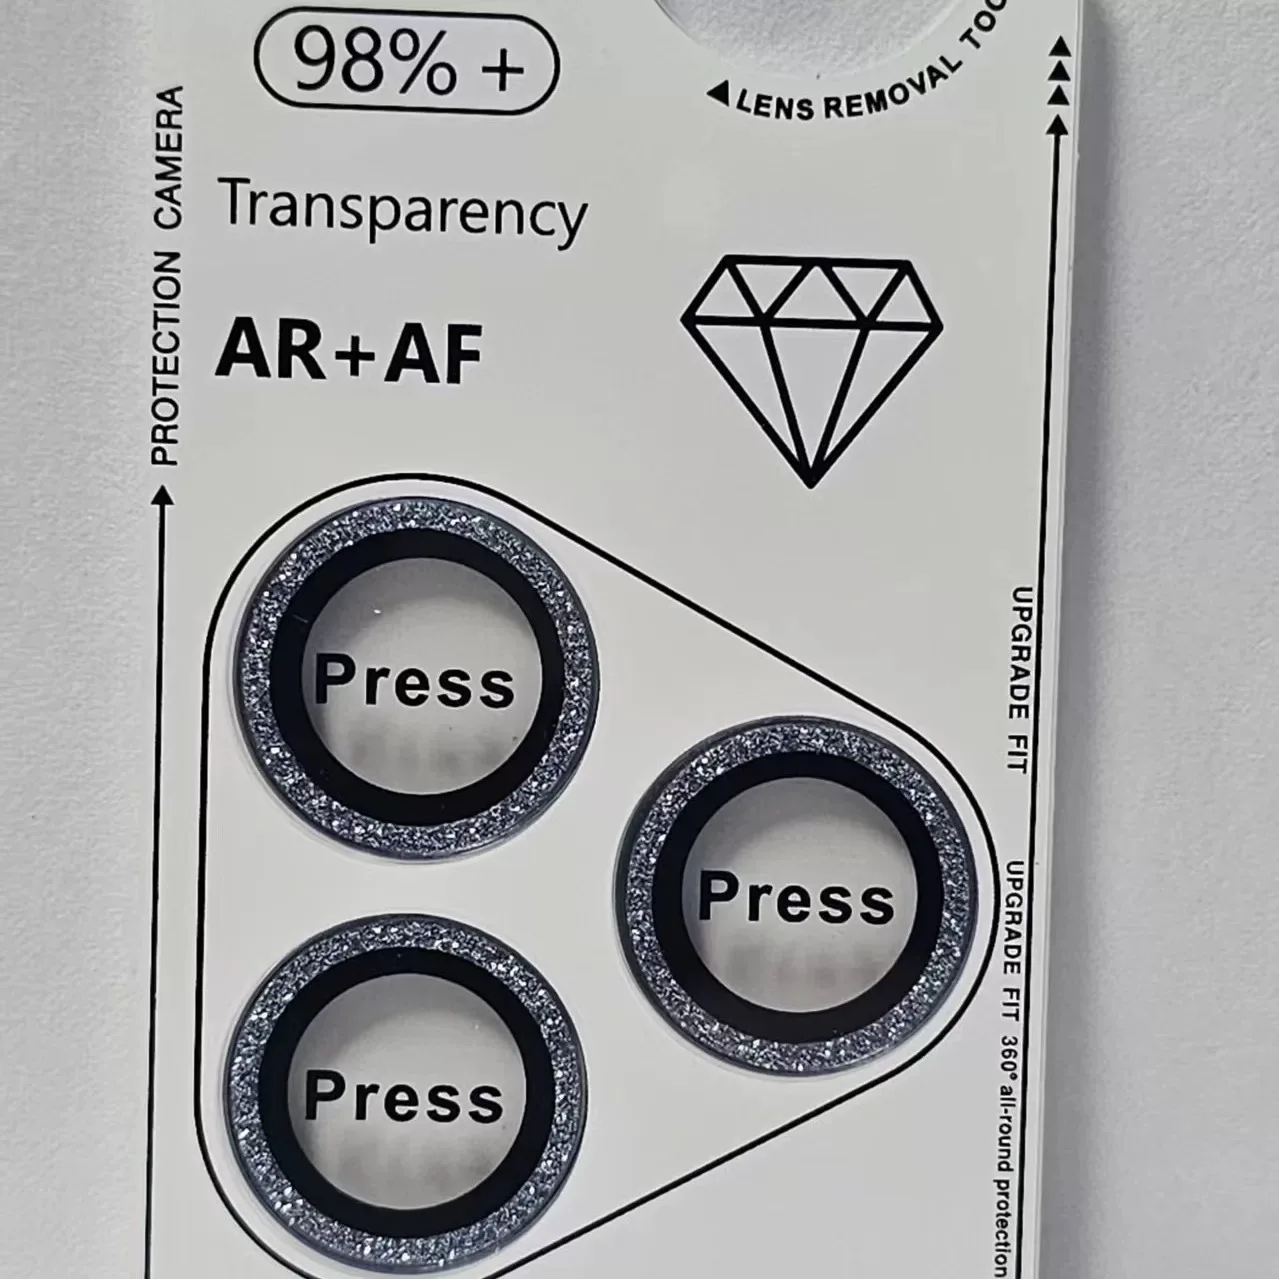 98% +
◀ LENS REMOVAL TOO
Transparency
AR+AF
PROTECTION CAMERA
Press
Press
Press
UPGRADE FIT
UPGRADE FIT 360° all-round protection